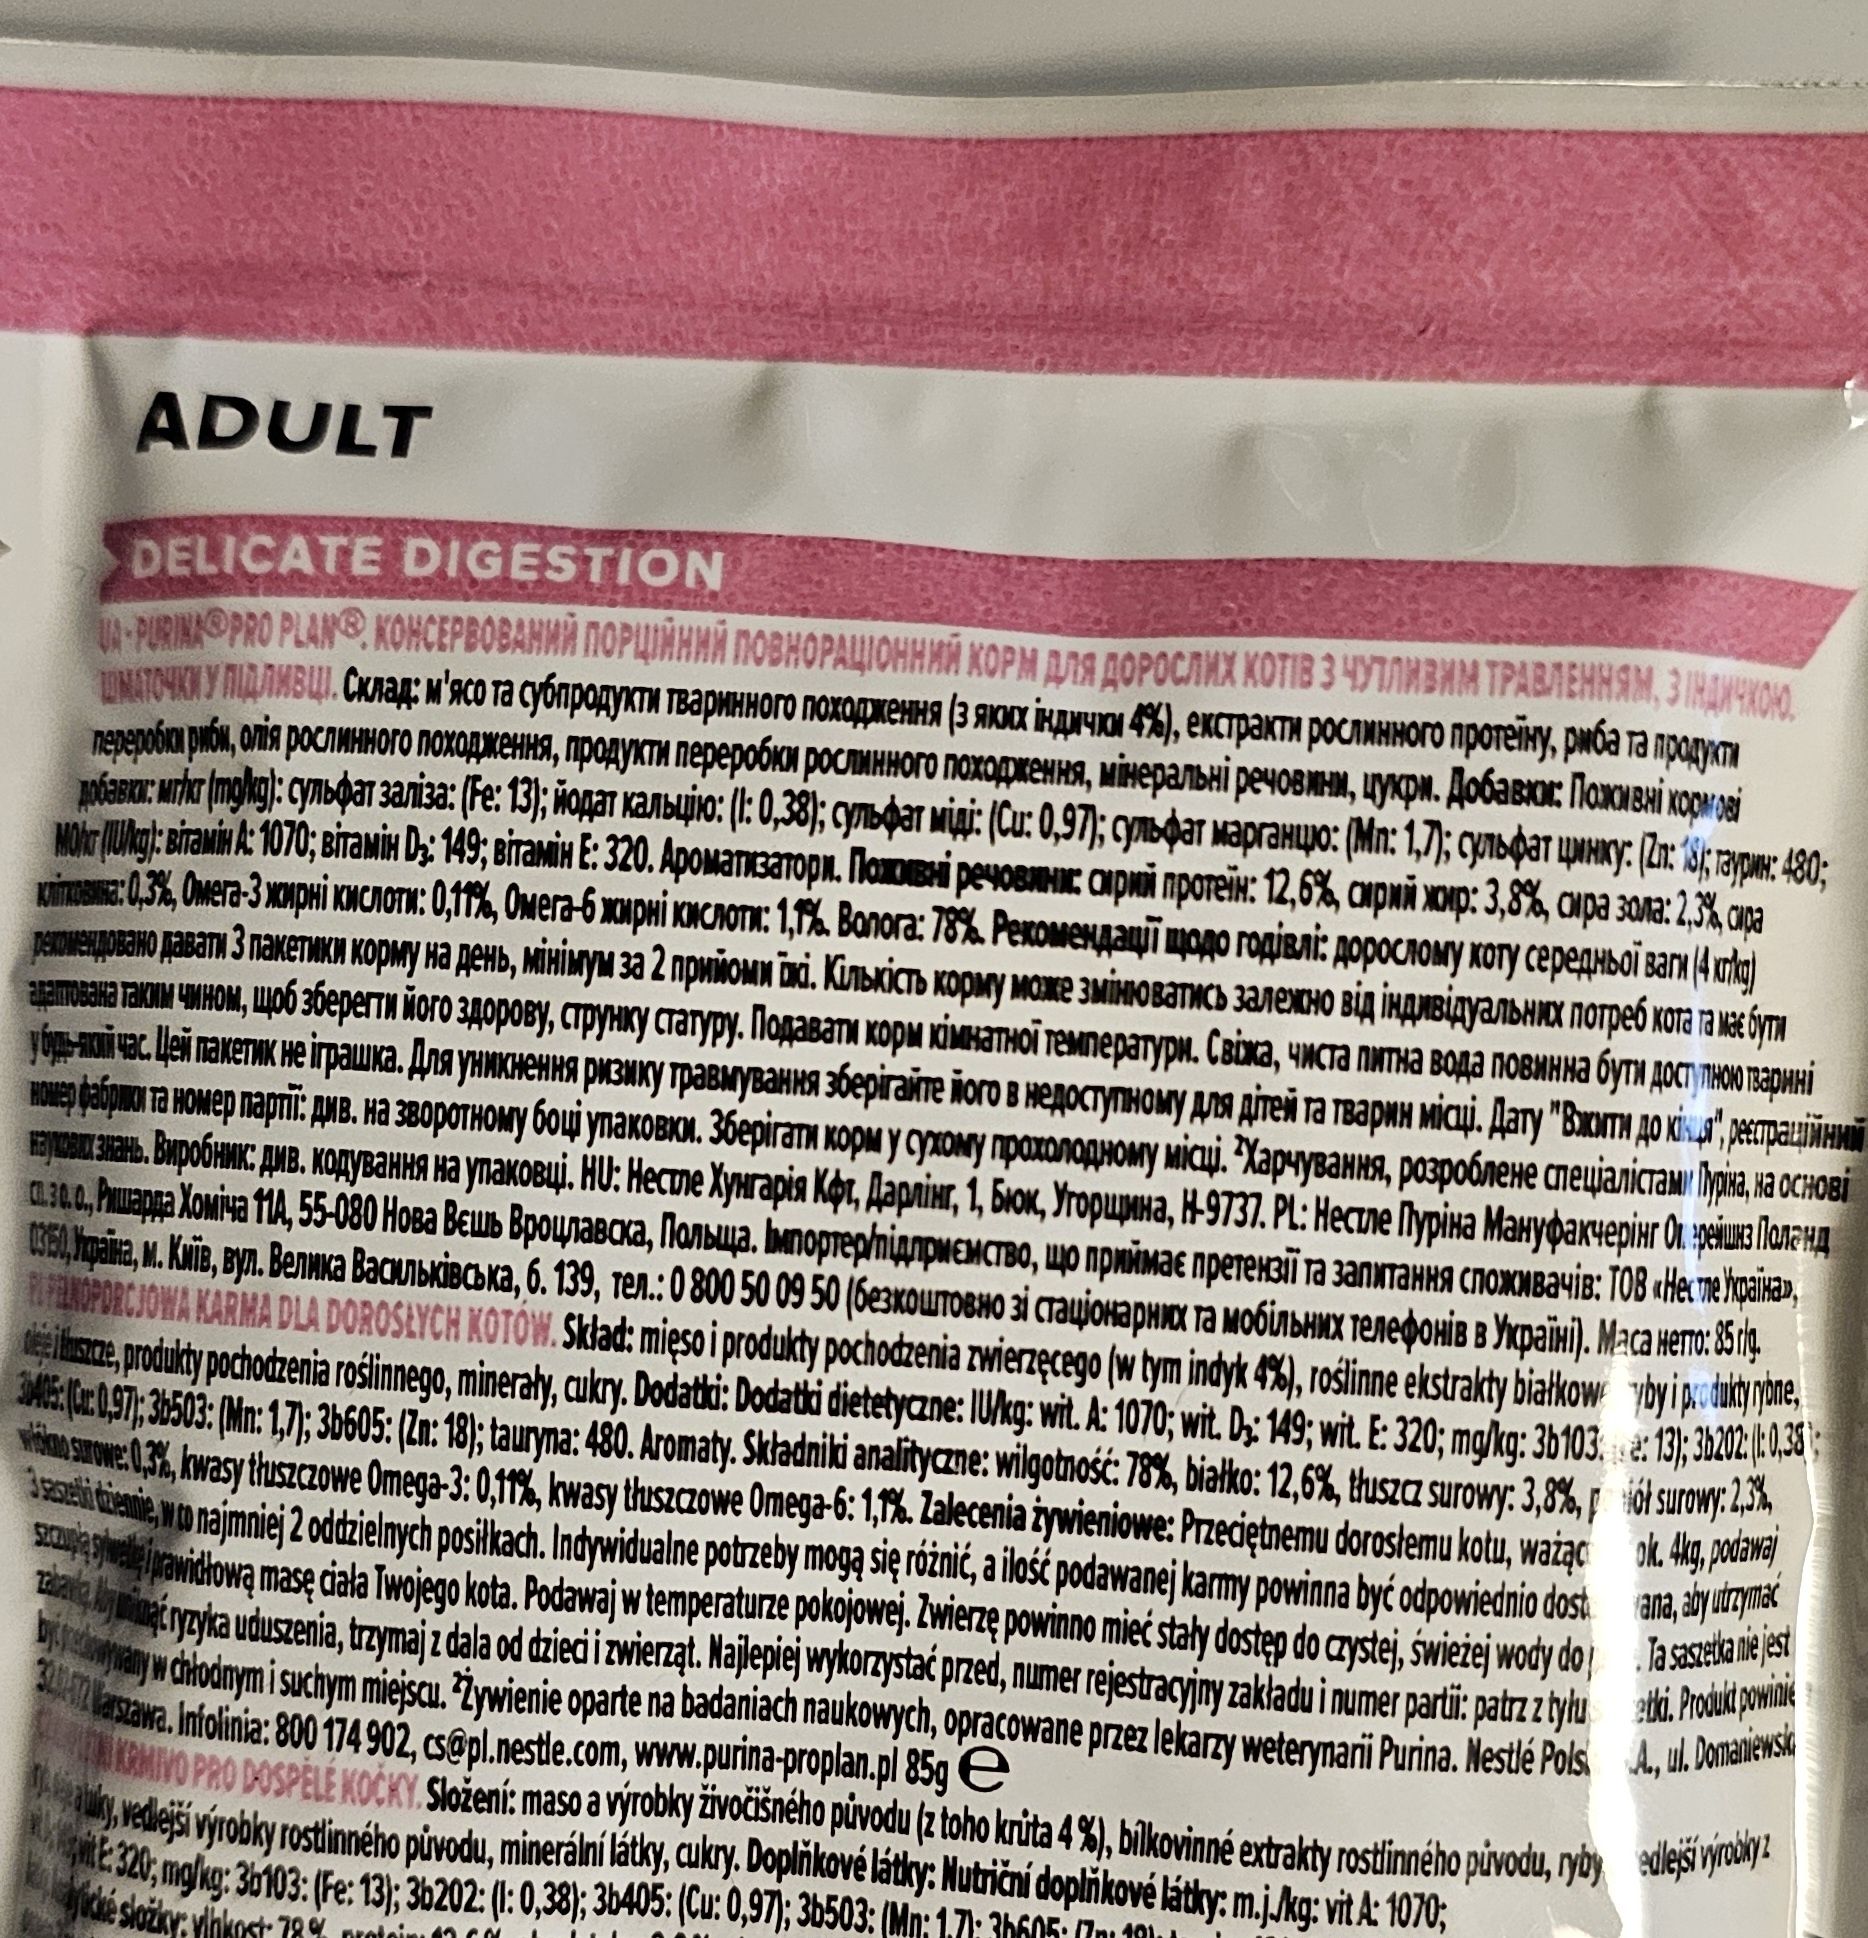 ADULT
DELICATE DIGESTION
UA - PURINA® PRO PLAN®. КОНСЕРВОВАНИЙ ПОРЦІЙНИЙ ПОВНОРАЦІОННИЙ КОРМ ДЛЯ ДОРОСЛИХ КОТІВ З ЧУТЛИВИМ ТРАВЛЕННЯМ, З ІНДИЧКОЮ.
ШМАТОЧКИ У ПІДЛИВЦІ. Склад: м'ясо та субпродукти тваринного походження (з яких індички 4%), екстракти рослинного протеїну, риба та продукти
переробки риби, олія рослинного походження, продукти переробки рослинного походження, мінеральні речовини, цукри. Добавки: Поживні кормові
добавки: мг/кг (mg/kg): сульфат заліза: (Fe: 13); йодат кальцію: (I: 0,38); сульфат міді: (Cu: 0,97); сульфат марганцю: (Mn: 1,7); сульфат цинку: (Zn: 18); таурин: 480;
МО/кг (IU/kg): вітамін А: 1070; вітамін D₃: 149; вітамін Е: 320. Ароматизатори. Поживні речовини: сирий протеїн: 12,6%, сирий жир: 3,8%, сира зола: 2,3%, сира
клітковина: 0,3%, Омега-3 жирні кислоти: 0,11%, Омега-6 жирні кислоти: 1,1%. Волога: 78%. Рекомендації щодо годівлі: дорослому коту середньої ваги (4 кг/kg)
рекомендовано давати 3 пакетики корму на день, мінімум за 2 прийоми їжі. Кількість корму може змінюватись залежно від індивідуальних потреб кота та має бути
адаптована таким чином, щоб зберегти його здорову, струнку статуру. Подавати корм кімнатної температури. Свіжа, чиста питна вода повинна бути доступною тварині
у будь-який час. Цей пакетик не іграшка. Для уникнення ризику травмування зберігайте його в недоступному для дітей та тварин місці. Дату "Вжити до кінця", реєстраційний
номер фабрики та номер партії: див. на зворотному боці упаковки. Зберігати корм у сухому прохолодному місці. ²Харчування, розроблене спеціалістами Пуріна, на основі
наукових знань. Виробник: див. кодування на упаковці. HU: Нестле Хунгарія Кфт, Дарлінг, 1, Бюк, Угорщина, H-9737. PL: Нестле Пуріна Мануфакчерінг Оперейшнз Поланд
Сп. з о. о., Ришарда Хоміча 11А, 55-080 Нова Вєшь Вроцлавска, Польща. Імпортер/підприємство, що приймає претензії та запитання споживачів: ТОВ «Нестле Україна»,
03150, Україна, м. Київ, вул. Велика Васильківська, б. 139, тел.: 0 800 50 09 50 (безкоштовно зі стаціонарних та мобільних телефонів в Україні). Маса нетто: 85 г/g.
PL PEŁNOPORCJOWA KARMA DLA DOROSŁYCH KOTÓW. Skład: mięso i produkty pochodzenia zwierzęcego (w tym indyk 4%), roślinne ekstrakty białkowe, ryby i produkty rybne,
oleje i tłuszcze, produkty pochodzenia roślinnego, minerały, cukry. Dodatki: Dodatki dietetyczne: IU/kg: wit. A: 1070; wit. D₃: 149; wit. E: 320; mg/kg: 3b103: (Fe: 13); 3b202: (I: 0,38);
3b405: (Cu: 0,97); 3b503: (Mn: 1,7); 3b605: (Zn: 18); tauryna: 480. Aromaty. Składniki analityczne: wilgotność: 78%, białko: 12,6%, tłuszcz surowy: 3,8%, popiół surowy: 2,3%,
włókno surowe: 0,3%, kwasy tłuszczowe Omega-3: 0,11%, kwasy tłuszczowe Omega-6: 1,1%. Zalecenia żywieniowe: Przeciętnemu dorosłemu kotu, ważąc ok. 4kg, podawaj
3 saszetki dziennie, w co najmniej 2 oddzielnych posiłkach. Indywidualne potrzeby mogą się różnić, a ilość podawanej karmy powinna być odpowiednio dostosowana, aby utrzymać
szczupłą sylwetkę i prawidłową masę ciała Twojego kota. Podawaj w temperaturze pokojowej. Zwierzę powinno mieć stały dostęp do czystej, świeżej wody do Ta saszetka nie jest
zabawką. Aby uniknąć ryzyka uduszenia, trzymaj z dala od dzieci i zwierząt. Najlepiej wykorzystać przed, numer rejestracyjny zakładu i numer partii: patrz z tyłu saszetki. Produkt powinien
być przechowywany w chłodnym i suchym miejscu. ²Żywienie oparte na badaniach naukowych, opracowane przez lekarzy weterynarii Purina. Nestlé Polska S.A., ul. Domaniewska
Warszawa. Infolinia: 800 174 902, cs@pl.nestle.com, www.purina-proplan.pl 85g ℮
KRMIVO PRO DOSPĚLÉ KOČKY. Složení: maso a výrobky živočišného původu (z toho krůta 4 %), bílkovinné extrakty rostlinného původu, ryby vedlejší výrobky z
vedlejší výrobky rostlinného původu, minerální látky, cukry. Doplňkové látky: Nutriční doplňkové látky: m.j./kg: vit A: 1070;
vit E: 320; mg/kg: 3b103: (Fe: 13); 3b202: (I: 0,38); 3b405: (Cu: 0,97); 3b503: (Mn: 1,7); 3b605: (Zn: 18);
složky: vlhkost: 78 %,